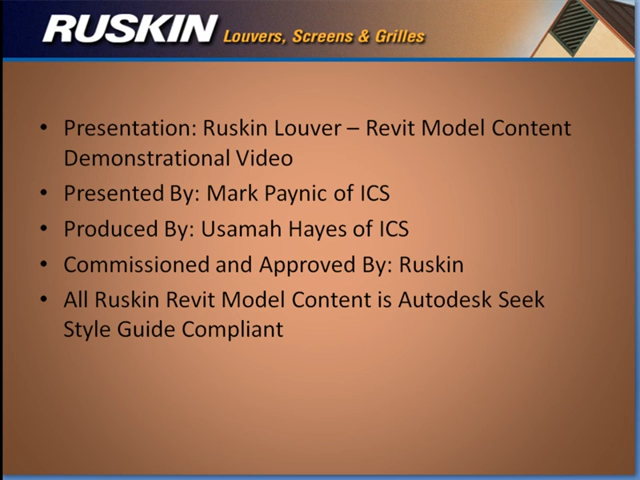 RUSKIN Louvers, Screens & Grilles
• Presentation: Ruskin Louver – Revit Model Content
Demonstrational Video
• Presented By: Mark Paynic of ICS
• Produced By: Usamah Hayes of ICS
• Commissioned and Approved By: Ruskin
• All Ruskin Revit Model Content is Autodesk Seek
Style Guide Compliant